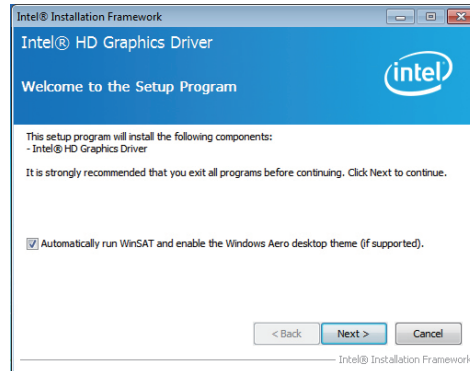 Intel® Installation Framework
Intel® HD Graphics Driver
intel
Welcome to the Setup Program
This setup program will install the following components:
- Intel® HD Graphics Driver
It is strongly recommended that you exit all programs before continuing. Click Next to continue.
Automatically run WinSAT and enable the Windows Aero desktop theme (if supported).
< Back Next > Cancel
Intel® Installation Framework